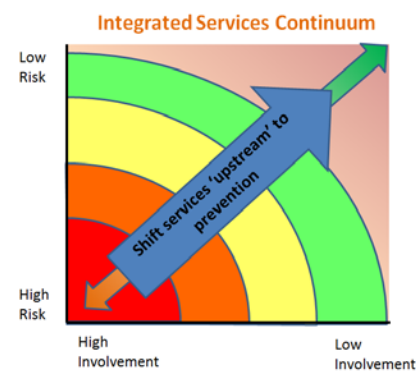 Integrated Services Continuum
Low
Risk
Shift services 'upstream' to
prevention
High
Risk
High
Involvement
Low
Involvement